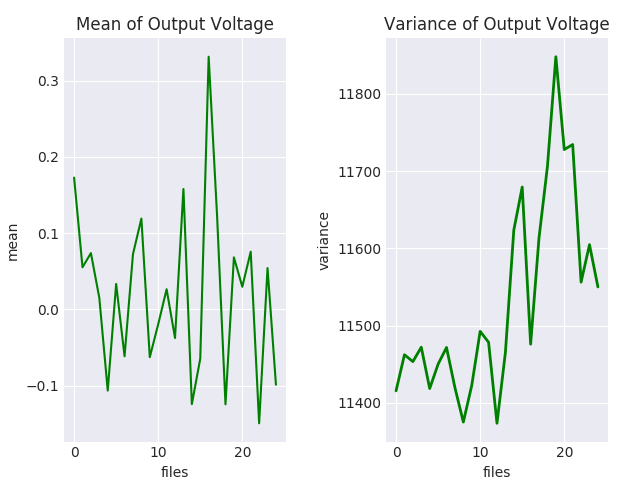 Mean of Output Voltage
mean
0.3
0.2
0.1
0.0
−0.1
0
10
20
files
Variance of Output Voltage
variance
11800
11700
11600
11500
11400
0
10
20
files